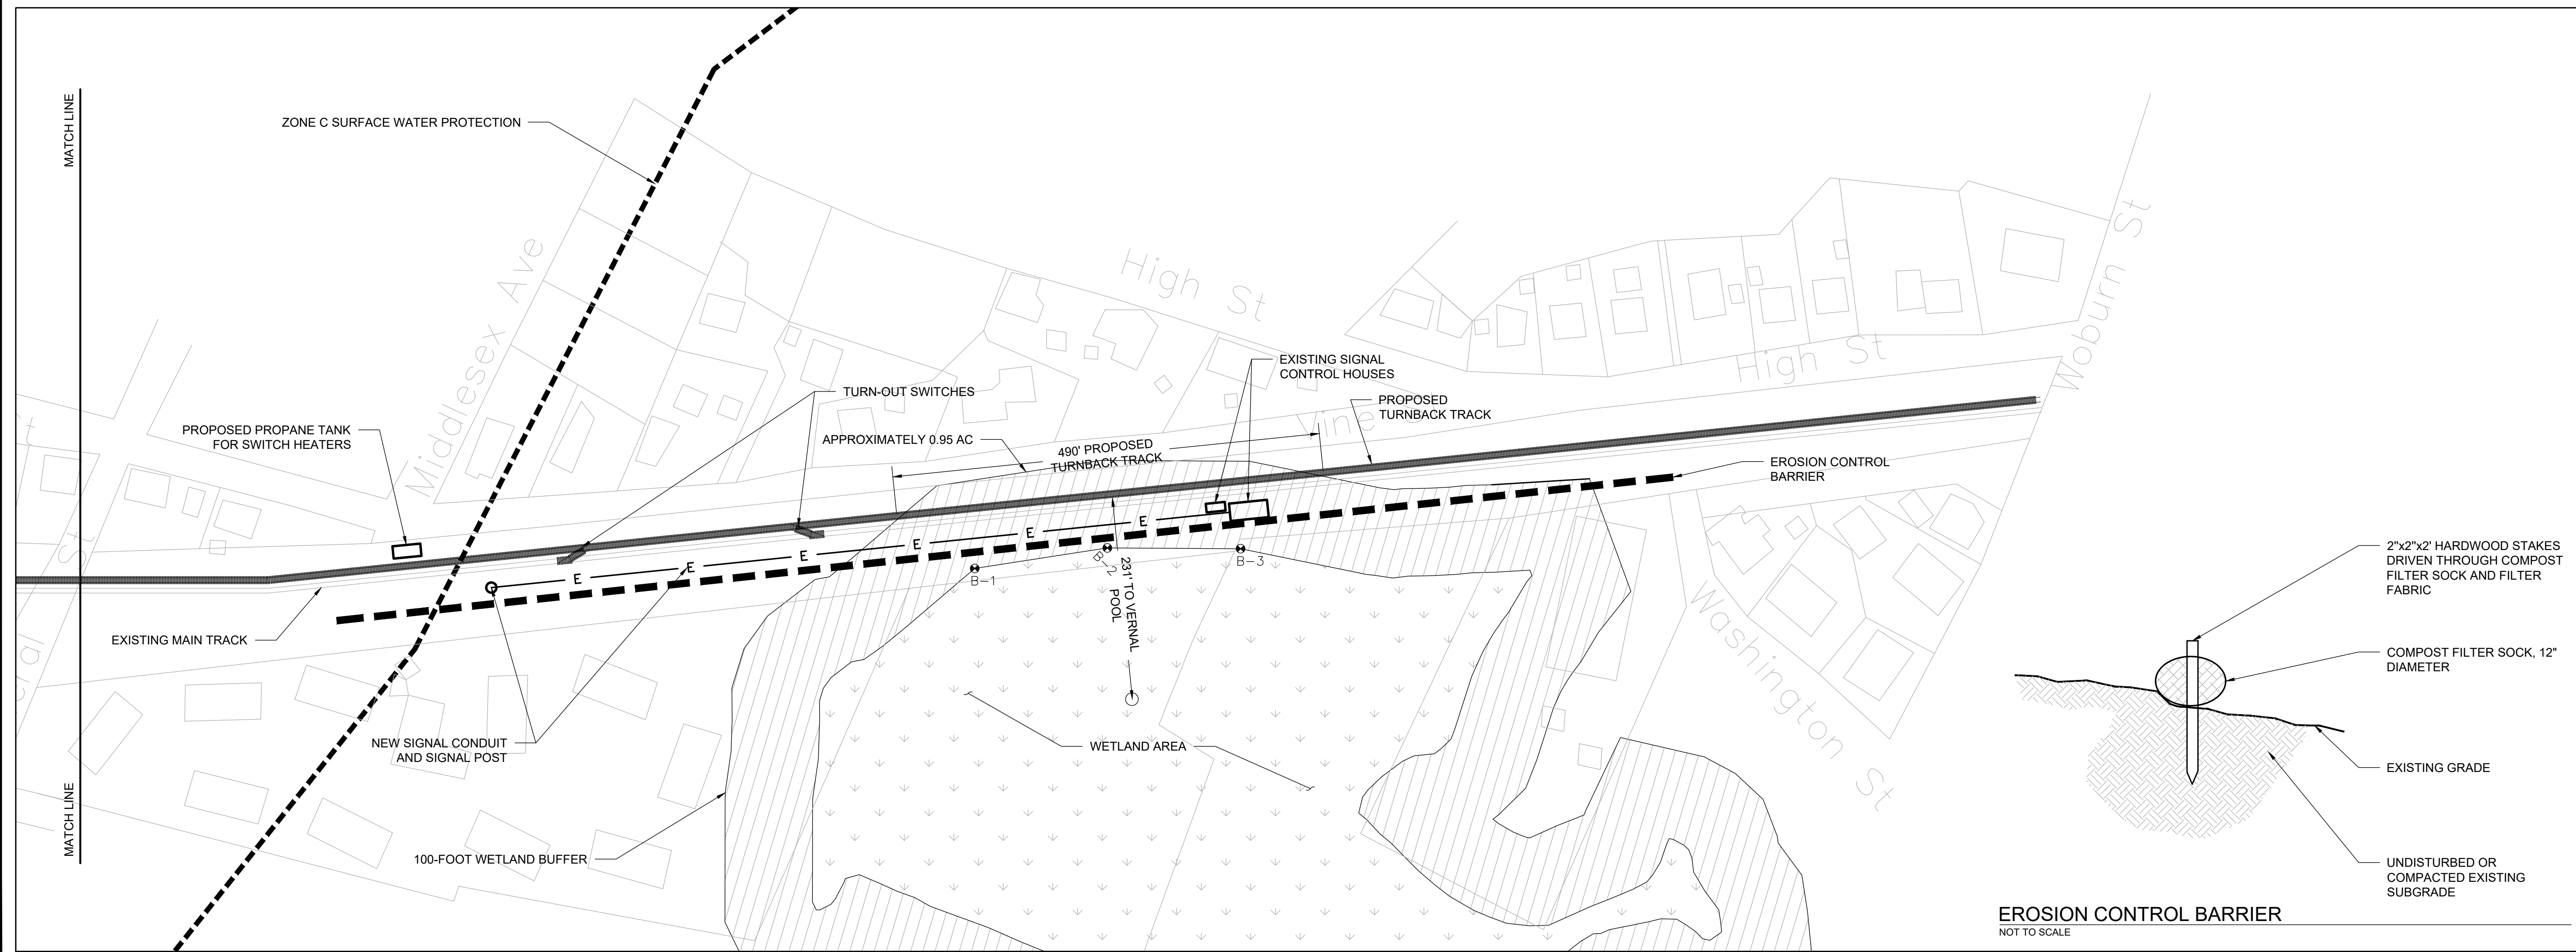 MATCH LINE
ZONE C SURFACE WATER PROTECTION
Middlesex Ave
High St
Woburn St
High St
EXISTING SIGNAL
CONTROL HOUSES
TURN-OUT SWITCHES
PROPOSED
TURNBACK TRACK
Vine
PROPOSED PROPANE TANK
FOR SWITCH HEATERS
APPROXIMATELY 0.95 AC
490' PROPOSED
TURNBACK TRACK
EROSION CONTROL
BARRIER
St
E
E
E
E
E
E
B-1
B-2
B-3
231' TO VERNAL
POOL
EXISTING MAIN TRACK
Washington St
NEW SIGNAL CONDUIT
AND SIGNAL POST
WETLAND AREA
MATCH LINE
100-FOOT WETLAND BUFFER
2"x2"x2' HARDWOOD STAKES
DRIVEN THROUGH COMPOST
FILTER SOCK AND FILTER
FABRIC
COMPOST FILTER SOCK, 12"
DIAMETER
EXISTING GRADE
UNDISTURBED OR
COMPACTED EXISTING
SUBGRADE
EROSION CONTROL BARRIER
NOT TO SCALE